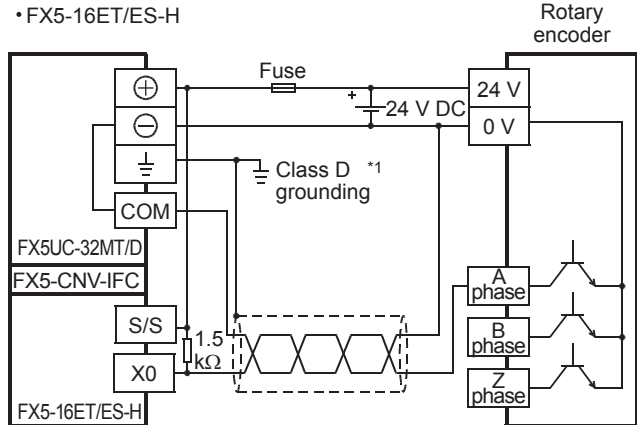 • FX5-16ET/ES-H
Rotary
encoder
Fuse
24 V
+
24 V DC
0 V
Class D *1
grounding
COM
FX5UC-32MT/D
FX5-CNV-IFC
S/S
1.5
kΩ
X0
FX5-16ET/ES-H
A
phase
B
phase
Z
phase